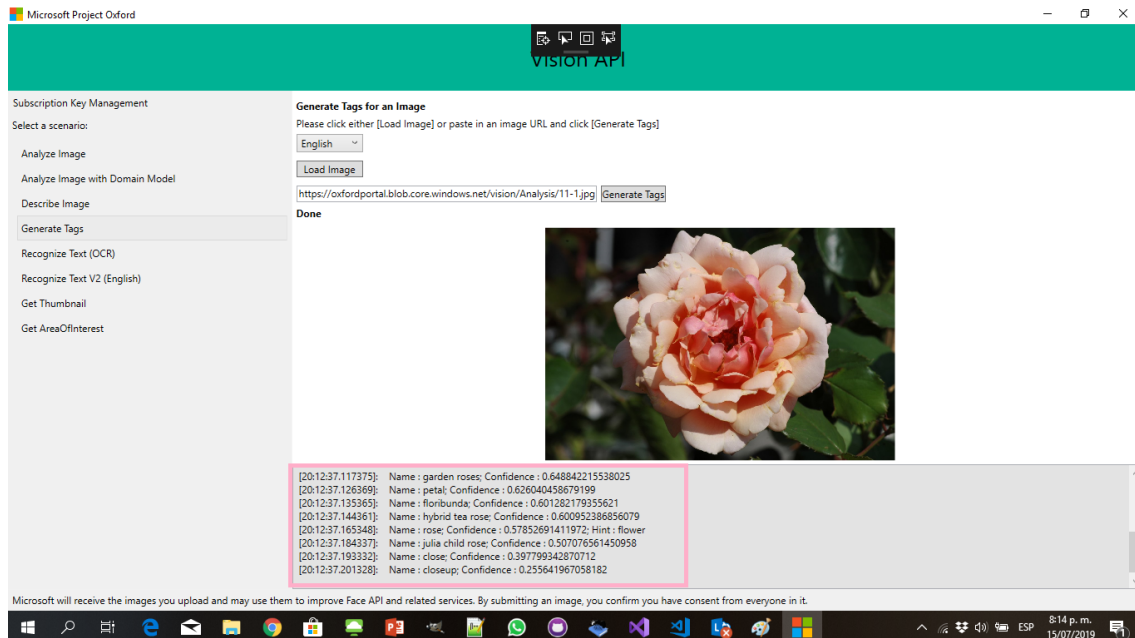 Microsoft Project Oxford
Vision API
Subscription Key Management
Select a scenario:
Analyze Image
Analyze Image with Domain Model
Describe Image
Generate Tags
Recognize Text (OCR)
Recognize Text V2 (English)
Get Thumbnail
Get AreaOfInterest
Generate Tags for an Image
Please click either [Load Image] or paste in an image URL and click [Generate Tags]
English
Load Image
https://oxfordportal.blob.core.windows.net/vision/Analysis/11-1.jpg Generate Tags
Done
[20:12:37.117375]: Name : garden roses; Confidence : 0.648842215538025
[20:12:37.126369]: Name : petal; Confidence : 0.626040458679199
[20:12:37.135365]: Name : floribunda; Confidence : 0.601282179355621
[20:12:37.144361]: Name : hybrid tea rose; Confidence : 0.600952386856079
[20:12:37.165348]: Name : rose; Confidence : 0.57852691411972; Hint : flower
[20:12:37.184337]: Name : julia child rose; Confidence : 0.507076561450958
[20:12:37.193332]: Name : close; Confidence : 0.397799342870712
[20:12:37.201328]: Name : closeup; Confidence : 0.255641967058182
Microsoft will receive the images you upload and may use them to improve Face API and related services. By submitting an image, you confirm you have consent from everyone in it.
ESP
8:14 p. m.
15/07/2019